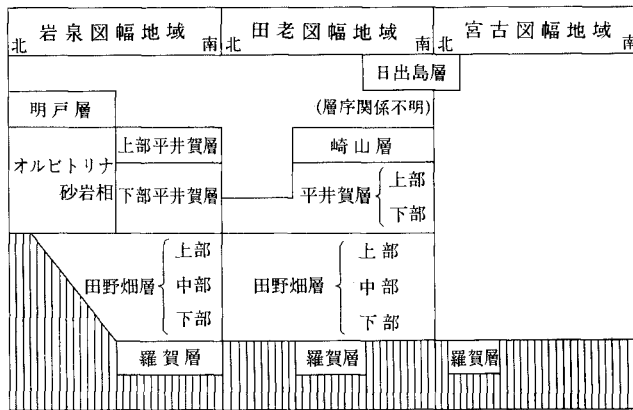 岩泉図幅地域 田老図幅地域 宮古図幅地域
北 南 北 南 北 南
日出島層
明戸層 (層字関係不明)
上部平井賀層 崎山層
オルビトリナ
砂岩相 下部平井賀層 平井賀層 上部
下部
上部 上部
田野畑層 中部 田野畑層 中部
下部 下部
羅賀層 羅賀層 羅賀層